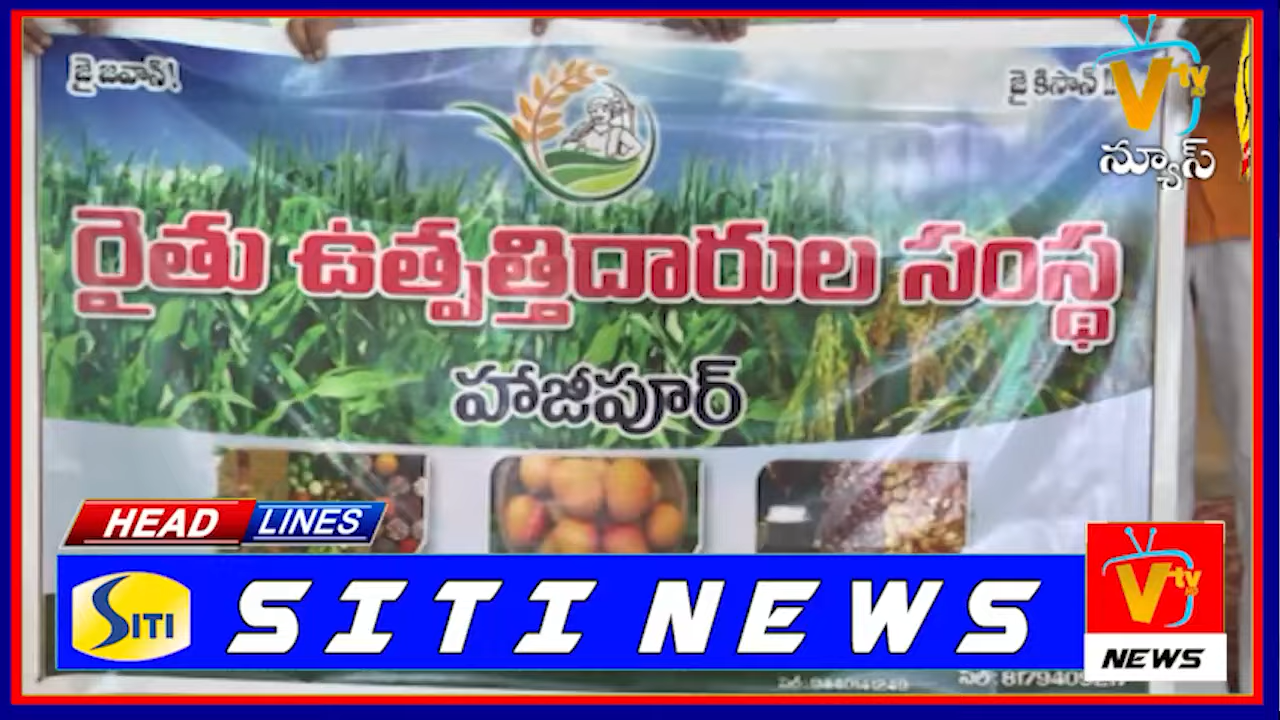 జై జవాన్!
జై కిసాన్ !!
V tv
న్యూస్
రైతు ఉత్పత్తిదారుల సంస్థ
హాజీపూర్
HEAD LINES
SITI
SITI NEWS
V tv
NEWS
సెల్:
సెల్: